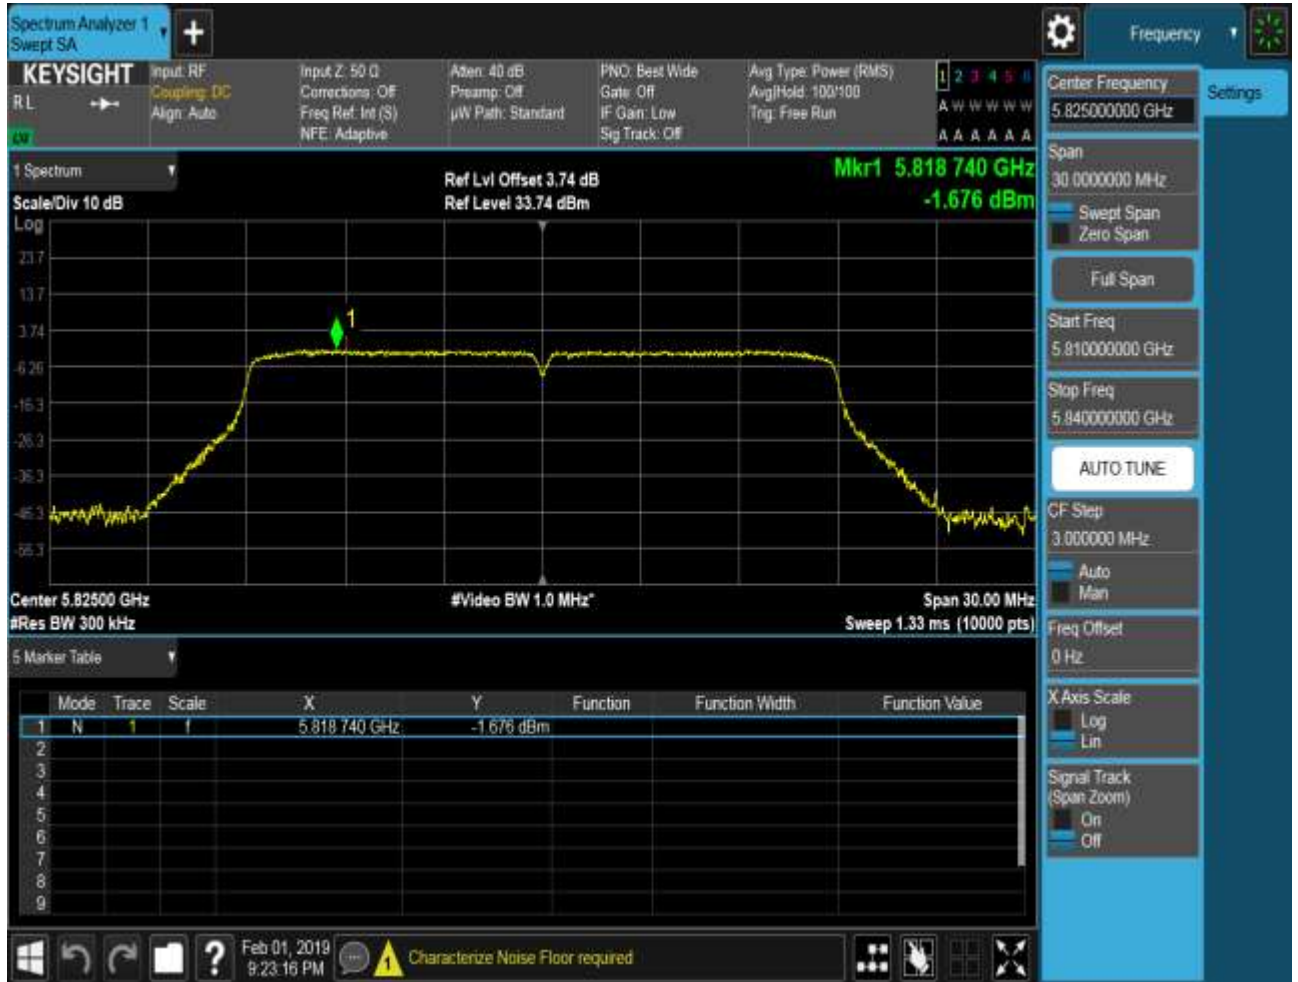 Spectrum Analyzer 1
Swept SA
Frequency
KEYSIGHT
R L
Input: RF
Coupling: DC
Align: Auto
Input Z: 50 Ω
Corrections: Off
Freq Ref: Int (S)
NFE: Adaptive
Atten: 40 dB
Preamp: Off
µW Path: Standard
PNO: Best Wide
Gate: Off
IF Gain: Low
Sig Track: Off
Avg Type: Power (RMS)
Avg|Hold: 100/100
Trig: Free Run
1 2 3 4 5 6
A W W W W W
A A A A A A
1 Spectrum
Scale/Div 10 dB
Log
Ref Lvl Offset 3.74 dB
Ref Level 33.74 dBm
Mkr1 5.818 740 GHz
-1.676 dBm
23.7
13.7
3.74
-6.26
-16.3
-26.3
-36.3
-46.3
-56.3
1
Center 5.82500 GHz
#Res BW 300 kHz
#Video BW 1.0 MHz*
Span 30.00 MHz
Sweep 1.33 ms (10000 pts)
5 Marker Table
Mode Trace Scale X Y Function Function Width Function Value
1 N 1 f 5.818 740 GHz -1.676 dBm
2
3
4
5
6
7
8
9
Feb 01, 2019
9:23:16 PM
1
Characterize Noise Floor required
Settings
Center Frequency
5.825000000 GHz
Span
30.0000000 MHz
Swept Span
Zero Span
Full Span
Start Freq
5.810000000 GHz
Stop Freq
5.840000000 GHz
AUTO TUNE
CF Step
3.000000 MHz
Auto
Man
Freq Offset
0 Hz
X Axis Scale
Log
Lin
Signal Track
(Span Zoom)
On
Off